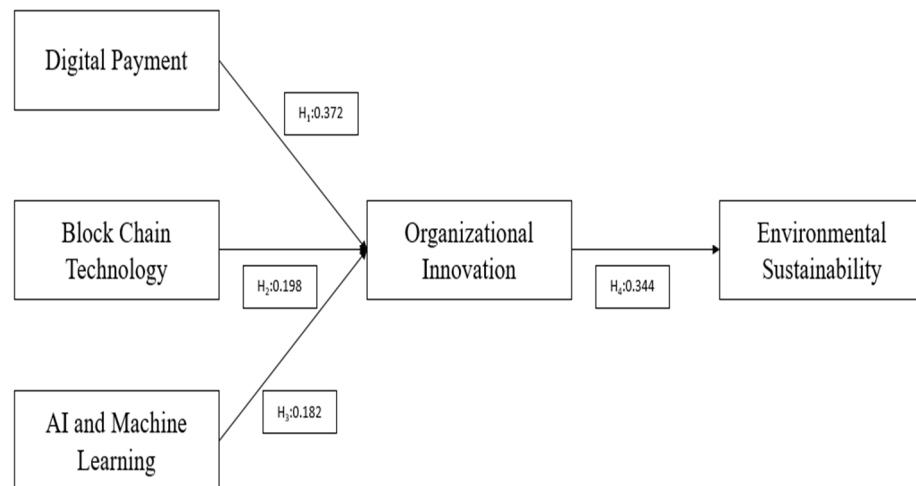 Digital Payment
H₁:0.372
Block Chain
Technology
H₂:0.198
Organizational
Innovation
H₄:0.344
Environmental
Sustainability
H₃:0.182
AI and Machine
Learning